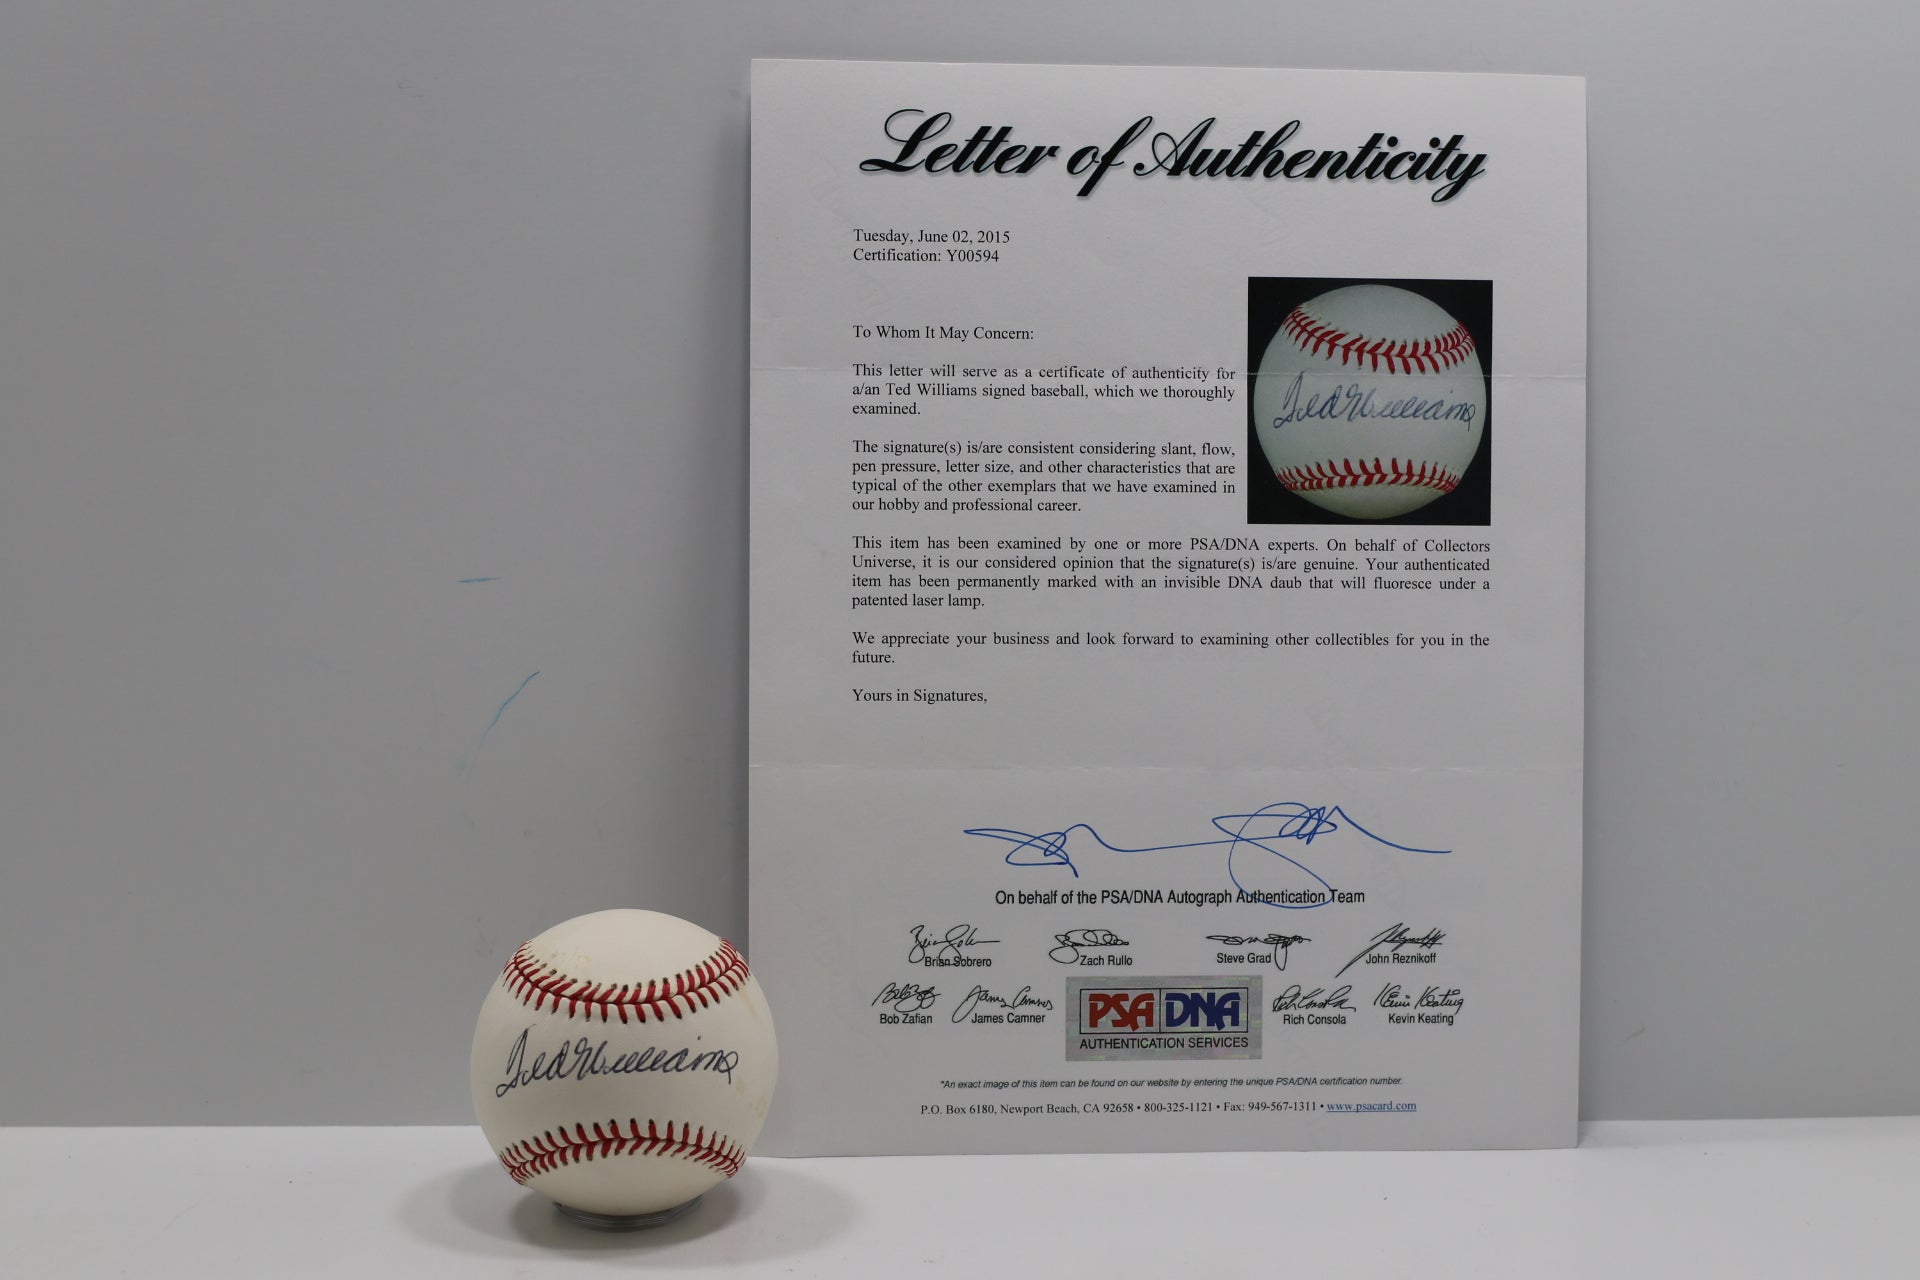 Letter of Authenticity
Tuesday, June 02, 2015
Certification: Y00594
To Whom It May Concern:
This letter will serve as a certificate of authenticity for
a/an Ted Williams signed baseball, which we thoroughly
examined.
Ted Williams
The signature(s) is/are consistent considering slant, flow,
pen pressure, letter size, and other characteristics that are
typical of the other exemplars that we have examined in
our hobby and professional career.
This item has been examined by one or more PSA/DNA experts. On behalf of Collectors
Universe, it is our considered opinion that the signature(s) is/are genuine. Your authenticated
item has been permanently marked with an invisible DNA daub that will fluoresce under a
patented laser lamp.
We appreciate your business and look forward to examining other collectibles for you in the
future.
Yours in Signatures,
On behalf of the PSA/DNA Autograph Authentication Team
Brian Sobrero Zach Rullo Steve Grad John Reznikoff
Bob Zafian James Camner Rich Consola Kevin Keating
PSA DNA
AUTHENTICATION SERVICES
*An exact image of this item can be found on our website by entering the unique PSA/DNA certification number.
P.O. Box 6180, Newport Beach, CA 92658 • 800-325-1121 • Fax: 949-567-1311 • www.psacard.com
Ted Williams